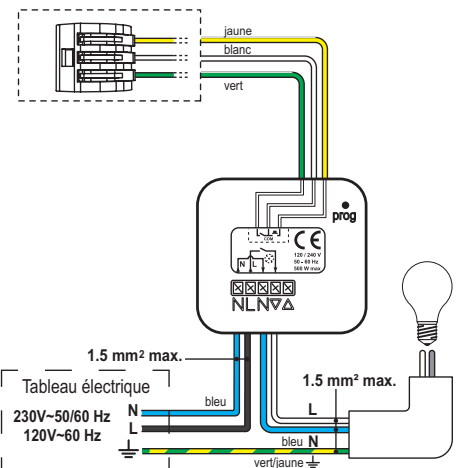 jaune
blanc
vert
prog
COM
N L
CE
120 / 240 V
50 - 60 Hz
500 W max
NLN▽△
1.5 mm² max.
1.5 mm² max.
Tableau électrique
230V~50/60 Hz
120V~60 Hz
N
L
bleu
L
bleu N
vert/jaune